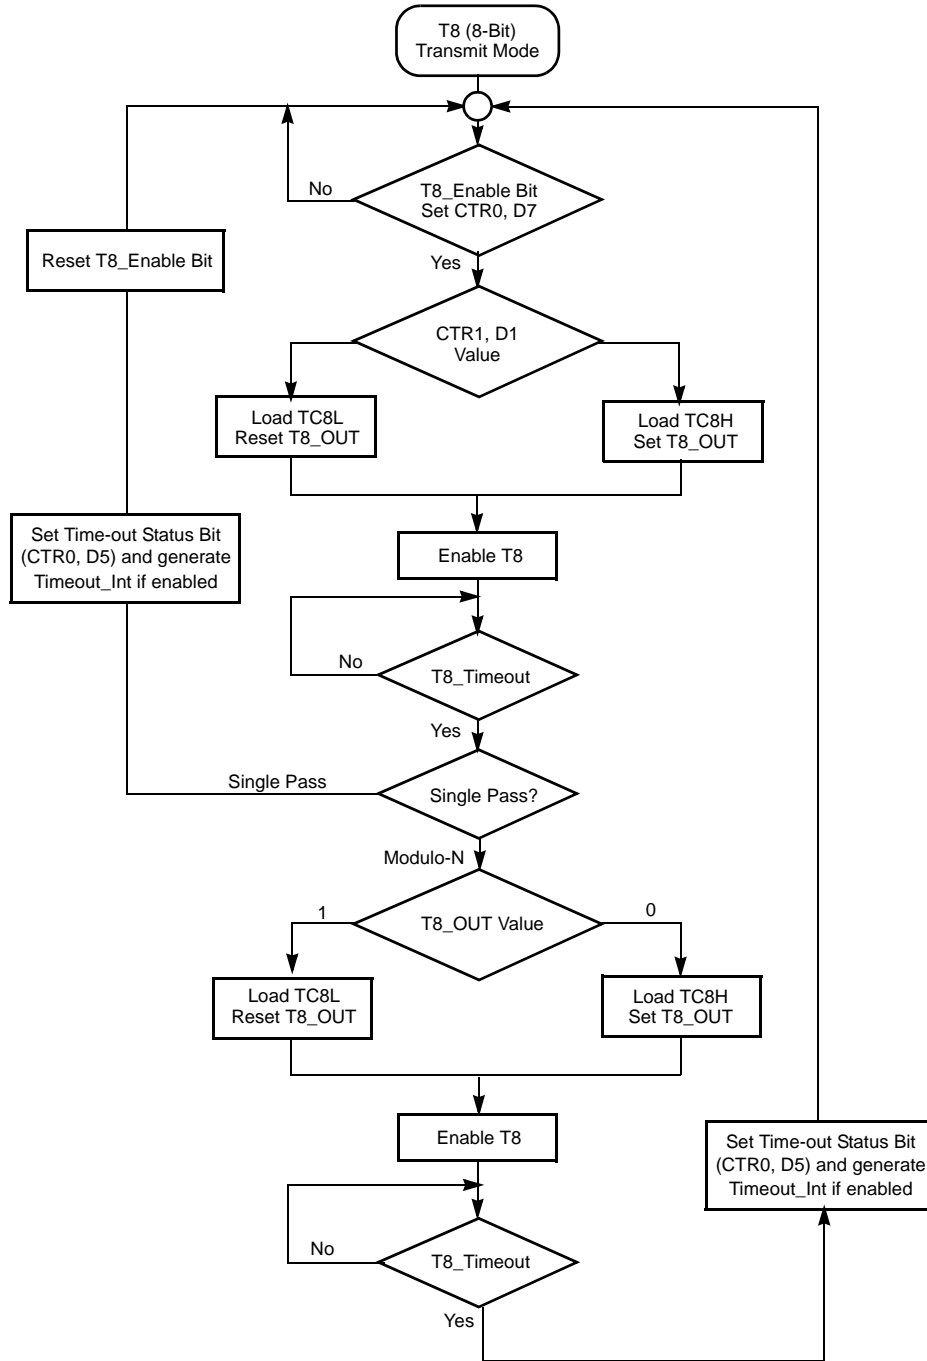 T8 (8-Bit)
Transmit Mode
No
T8_Enable Bit
Set CTR0, D7
Reset T8_Enable Bit
Yes
CTR1, D1
Value
Load TC8L
Reset T8_OUT
Load TC8H
Set T8_OUT
Set Time-out Status Bit
(CTR0, D5) and generate
Timeout_Int if enabled
Enable T8
No
T8_Timeout
Yes
Single Pass
Single Pass?
Modulo-N
1
T8_OUT Value
0
Load TC8L
Reset T8_OUT
Load TC8H
Set T8_OUT
Enable T8
Set Time-out Status Bit
(CTR0, D5) and generate
Timeout_Int if enabled
No
T8_Timeout
Yes